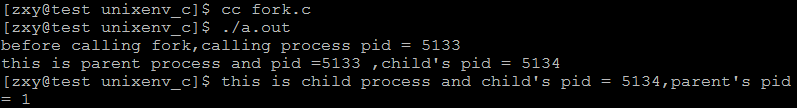 [zxy@test unixenv_c]$ cc fork.c
[zxy@test unixenv_c]$ ./a.out
before calling fork,calling process pid = 5133
this is parent process and pid =5133 ,child's pid = 5134
[zxy@test unixenv_c]$ this is child process and child's pid = 5134,parent's pid
= 1